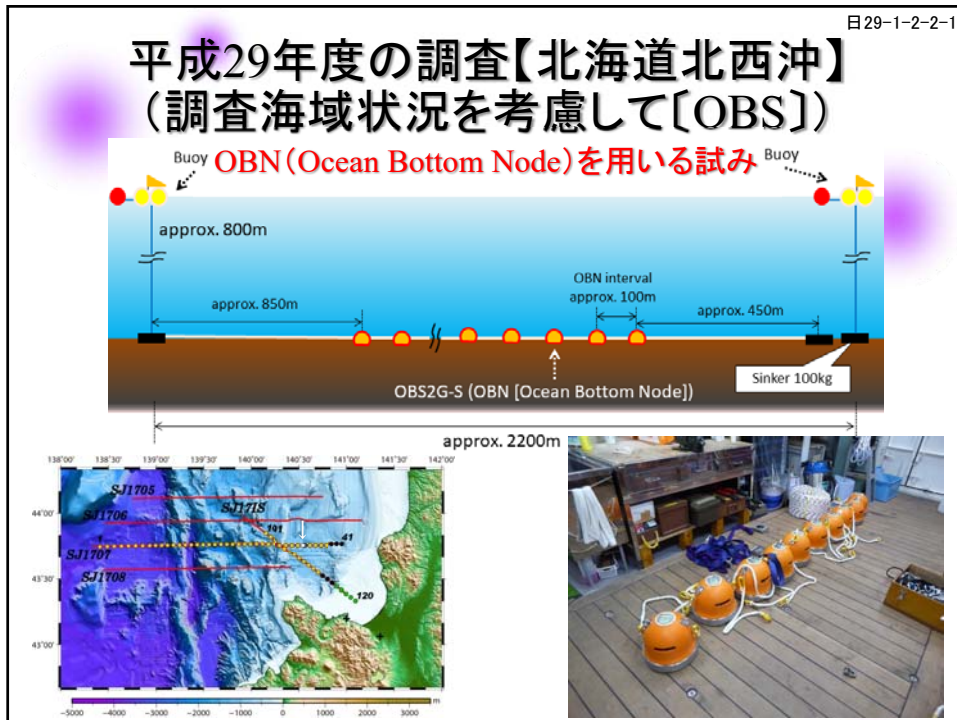 日29-1-2-2-1
平成29年度の調査【北海道北西沖】
（調査海域状況を考慮して〔OBS〕）
OBN（Ocean Bottom Node）を用いる試み
Buoy
Buoy
approx. 800m
OBN interval
approx. 100m
approx. 850m
approx. 450m
Sinker 100kg
OBS2G-S (OBN [Ocean Bottom Node])
approx. 2200m
138°00' 138°30' 139°00' 139°30' 140°00' 140°30' 141°00' 141°30' 142°00'
SJ1705
44°00'
SJ1706
SJ17IS
101
1
41
SJ1707
SJ1708
43°30'
120
43°00'
m
−5000 −4000 −3000 −2000 −1000 0 1000 2000 3000